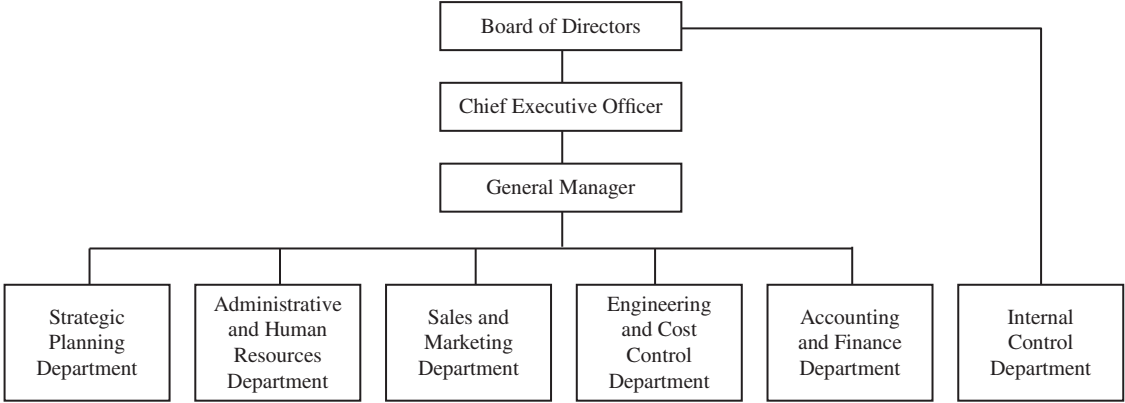 Board of Directors
Chief Executive Officer
General Manager
Strategic
Planning
Department
Administrative
and Human
Resources
Department
Sales and
Marketing
Department
Engineering
and Cost
Control
Department
Accounting
and Finance
Department
Internal
Control
Department